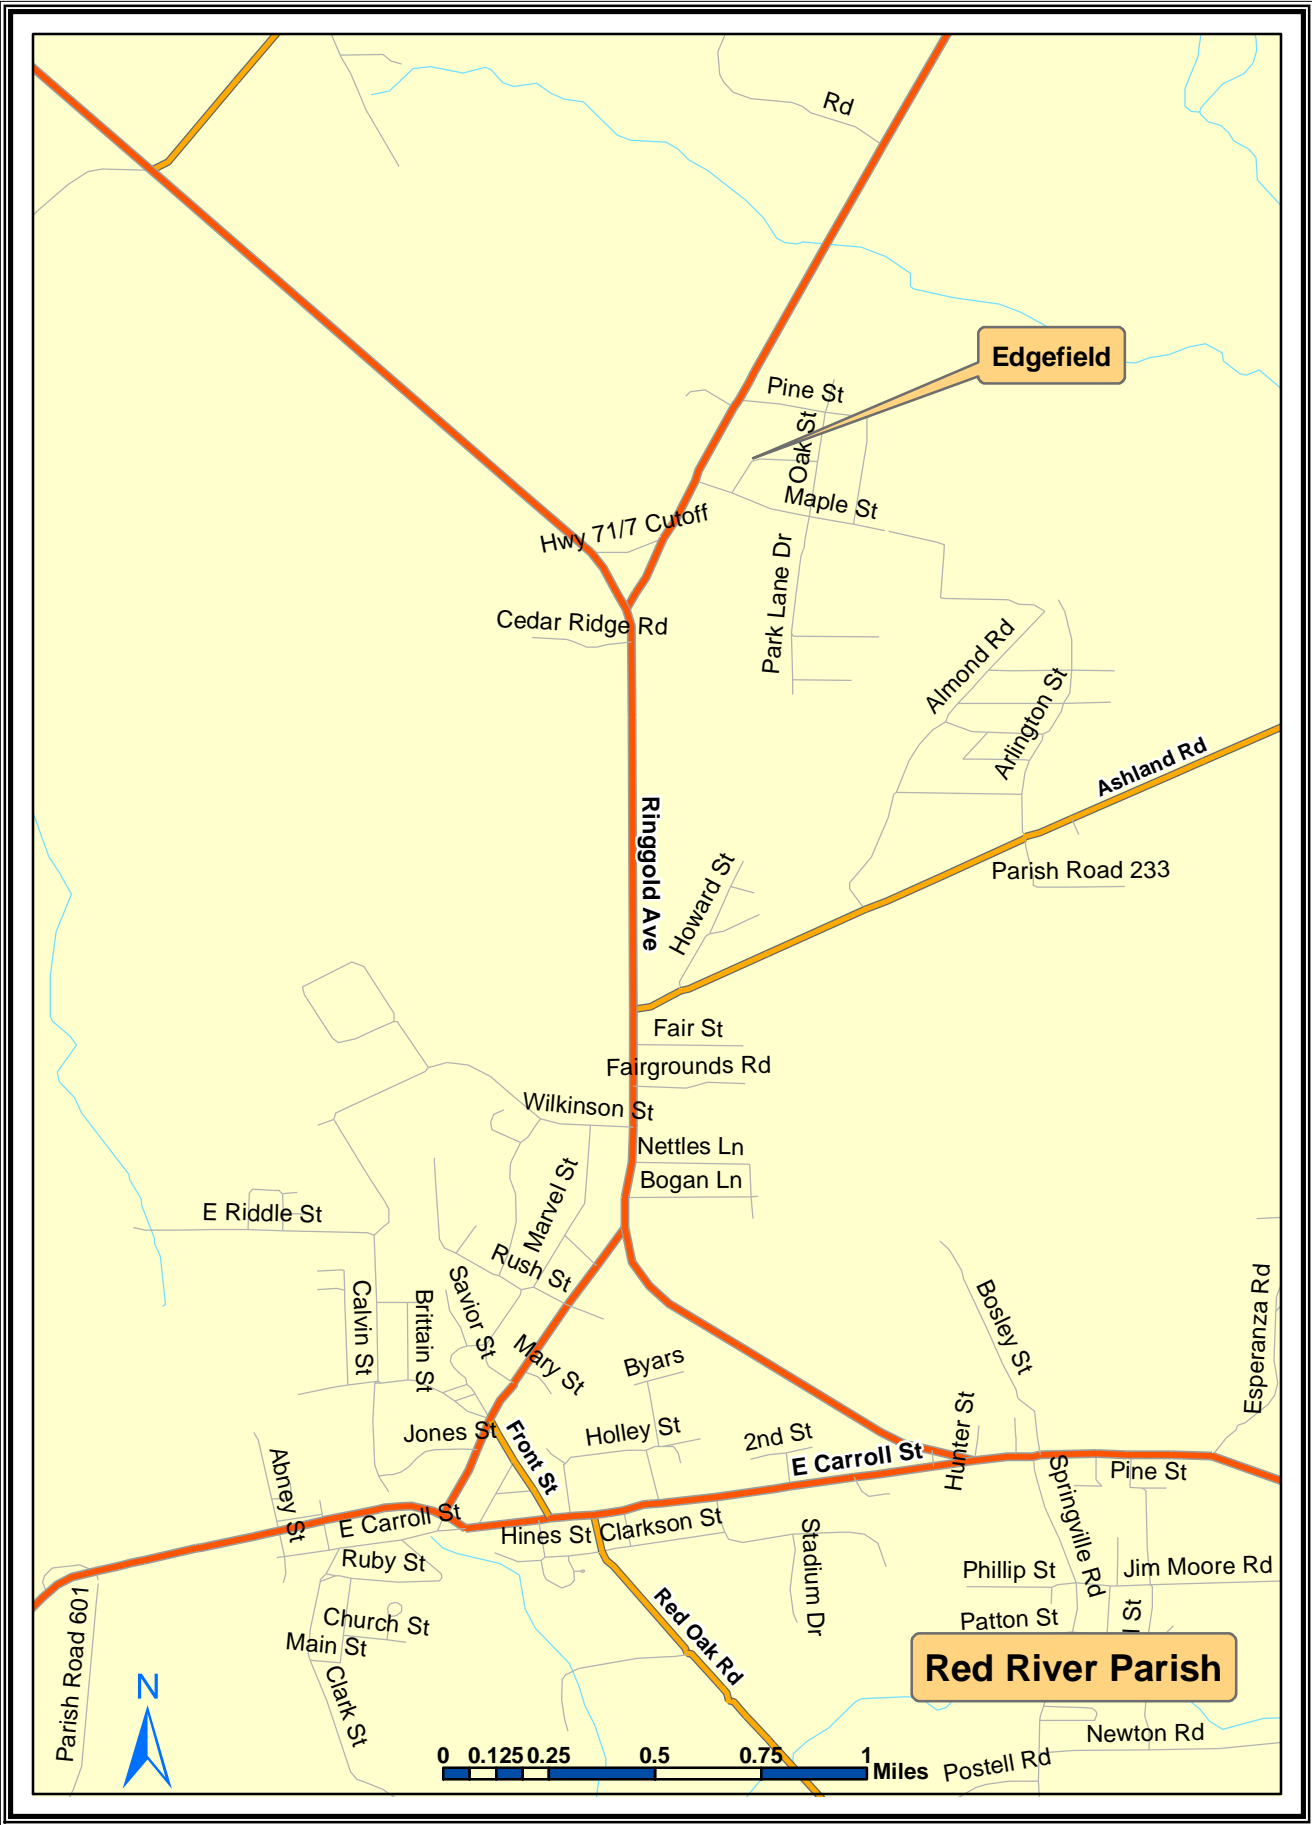 Rd
Edgefield
Pine St
Oak St
Maple St
Hwy 71/7 Cutoff
Park Lane Dr
Cedar Ridge Rd
Almond Rd
Arlington St
Ashland Rd
Ringgold Ave
Howard St
Parish Road 233
Fair St
Fairgrounds Rd
Wilkinson St
Nettles Ln
Marvel St
Bogan Ln
E Riddle St
Rush St
Savior St
Calvin St
Brittain St
Bosley St
Esperanza Rd
Mary St
Byars
Jones St
Front St
Holley St
2nd St
Hunter St
E Carroll St
Abney St
Springville Rd
Pine St
E Carroll St
Hines St
Clarkson St
Stadium Dr
Ruby St
Phillip St
Jim Moore Rd
Parish Road 601
Church St
Main St
Clark St
Red Oak Rd
Patton St
l St
Red River Parish
N
Newton Rd
Postell Rd
0 0.125 0.25 0.5 0.75 1
Miles